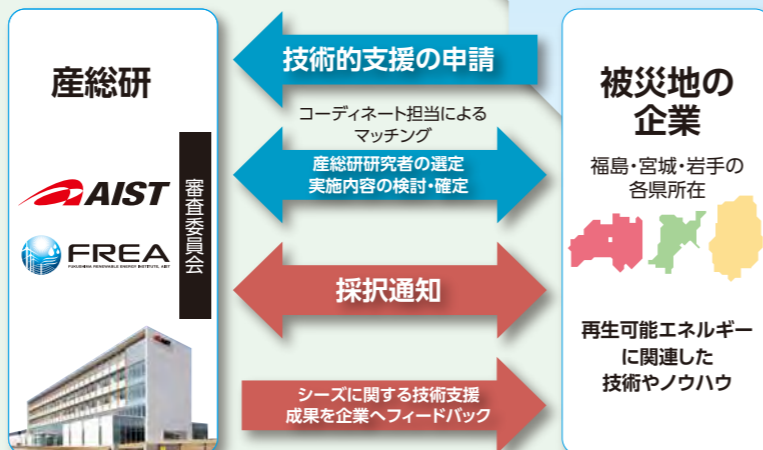 産総研
AIST
FREA
FUKUSHIMA RENEWABLE ENERGY INSTITUTE, AIST
審査委員会
技術的支援の申請
コーディネート担当による
マッチング
産総研研究者の選定
実施内容の検討・確定
採択通知
シーズに関する技術支援
成果を企業へフィードバック
被災地の
企業
福島・宮城・岩手の
各県所在
再生可能エネルギー
に関連した
技術やノウハウ